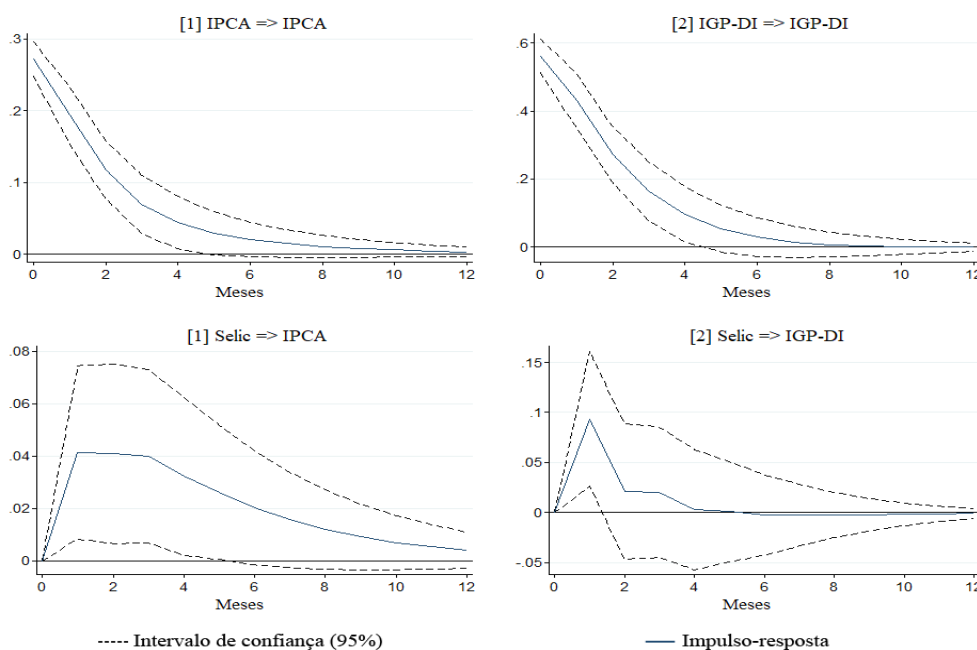 [1] IPCA => IPCA
.3
.2
.1
0
0 2 4 6 8 10 12
Meses
[2] IGP-DI => IGP-DI
.6
.4
.2
0
0 2 4 6 8 10 12
Meses
[1] Selic => IPCA
.08
.06
.04
.02
0
0 2 4 6 8 10 12
Meses
[2] Selic => IGP-DI
.15
.1
.05
0
-.05
0 2 4 6 8 10 12
Meses
Intervalo de confiança (95%)
Impulso-resposta